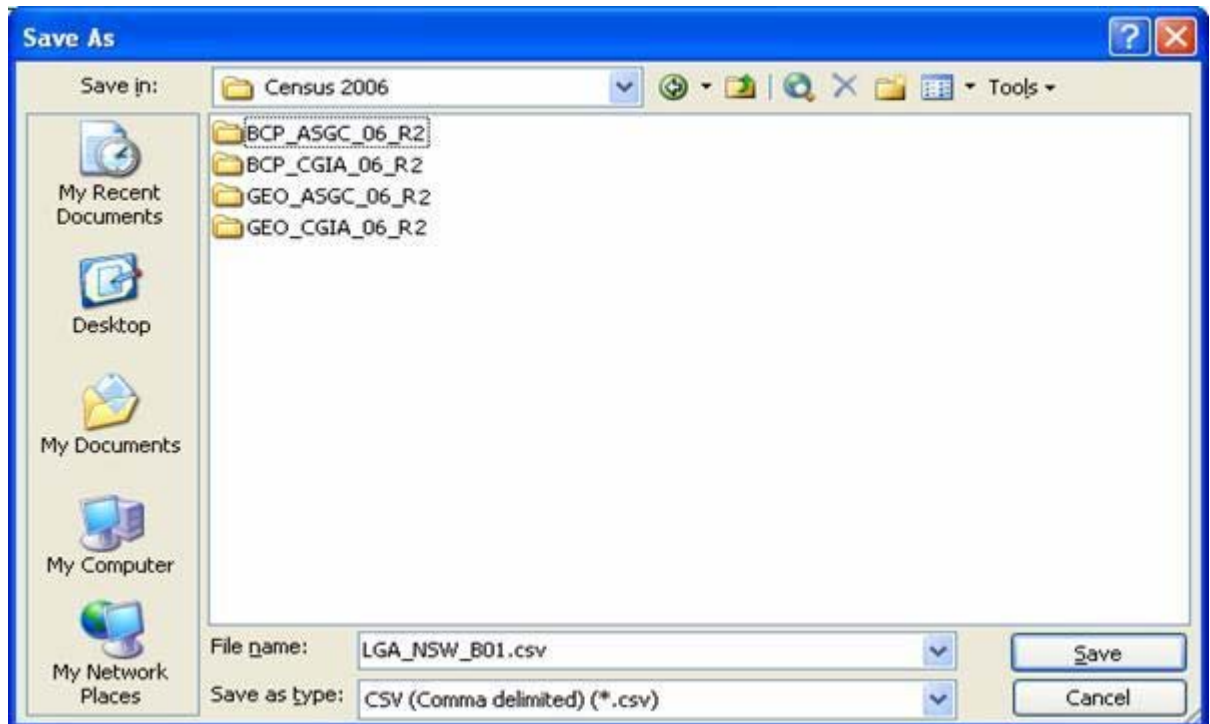 Save As
Save in:
Census 2006
Tools
My Recent
Documents
Desktop
My Documents
My Computer
My Network
Places
BCP_ASGC_06_R2
BCP_CGIA_06_R2
GEO_ASGC_06_R2
GEO_CGIA_06_R2
File name:
LGA_NSW_B01.csv
Save
Save as type:
CSV (Comma delimited) (*.csv)
Cancel